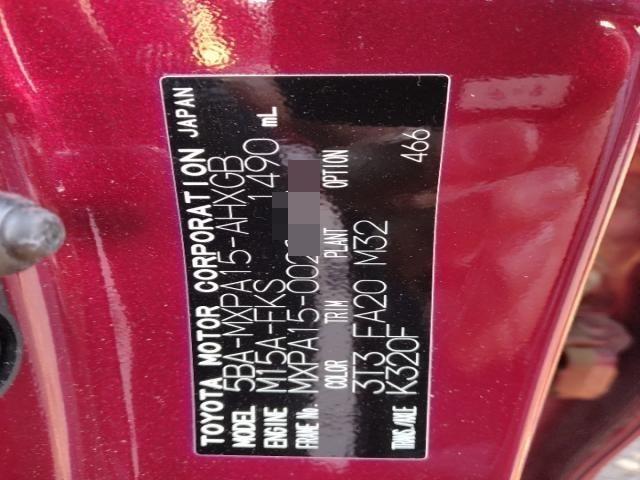 TOYOTA MOTOR CORPORATION JAPAN
MODEL 5BA-MXPA15-AHXGB
ENGINE M15A-FKS 1490 mL
FRAME No. MXPA15-002
COLOR TRIM PLANT OPTION
3T3 EA20 M32
TRANS./AXLE K320F 466